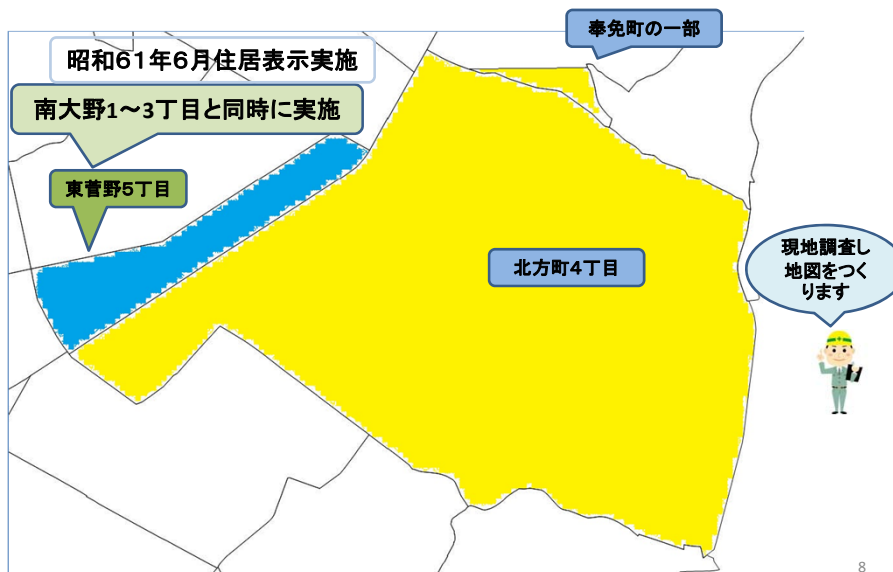 奉免町の一部
昭和61年6月住居表示実施
南大野1～3丁目と同時に実施
東菅野5丁目
北方町4丁目
現地調査し
地図をつく
ります
8